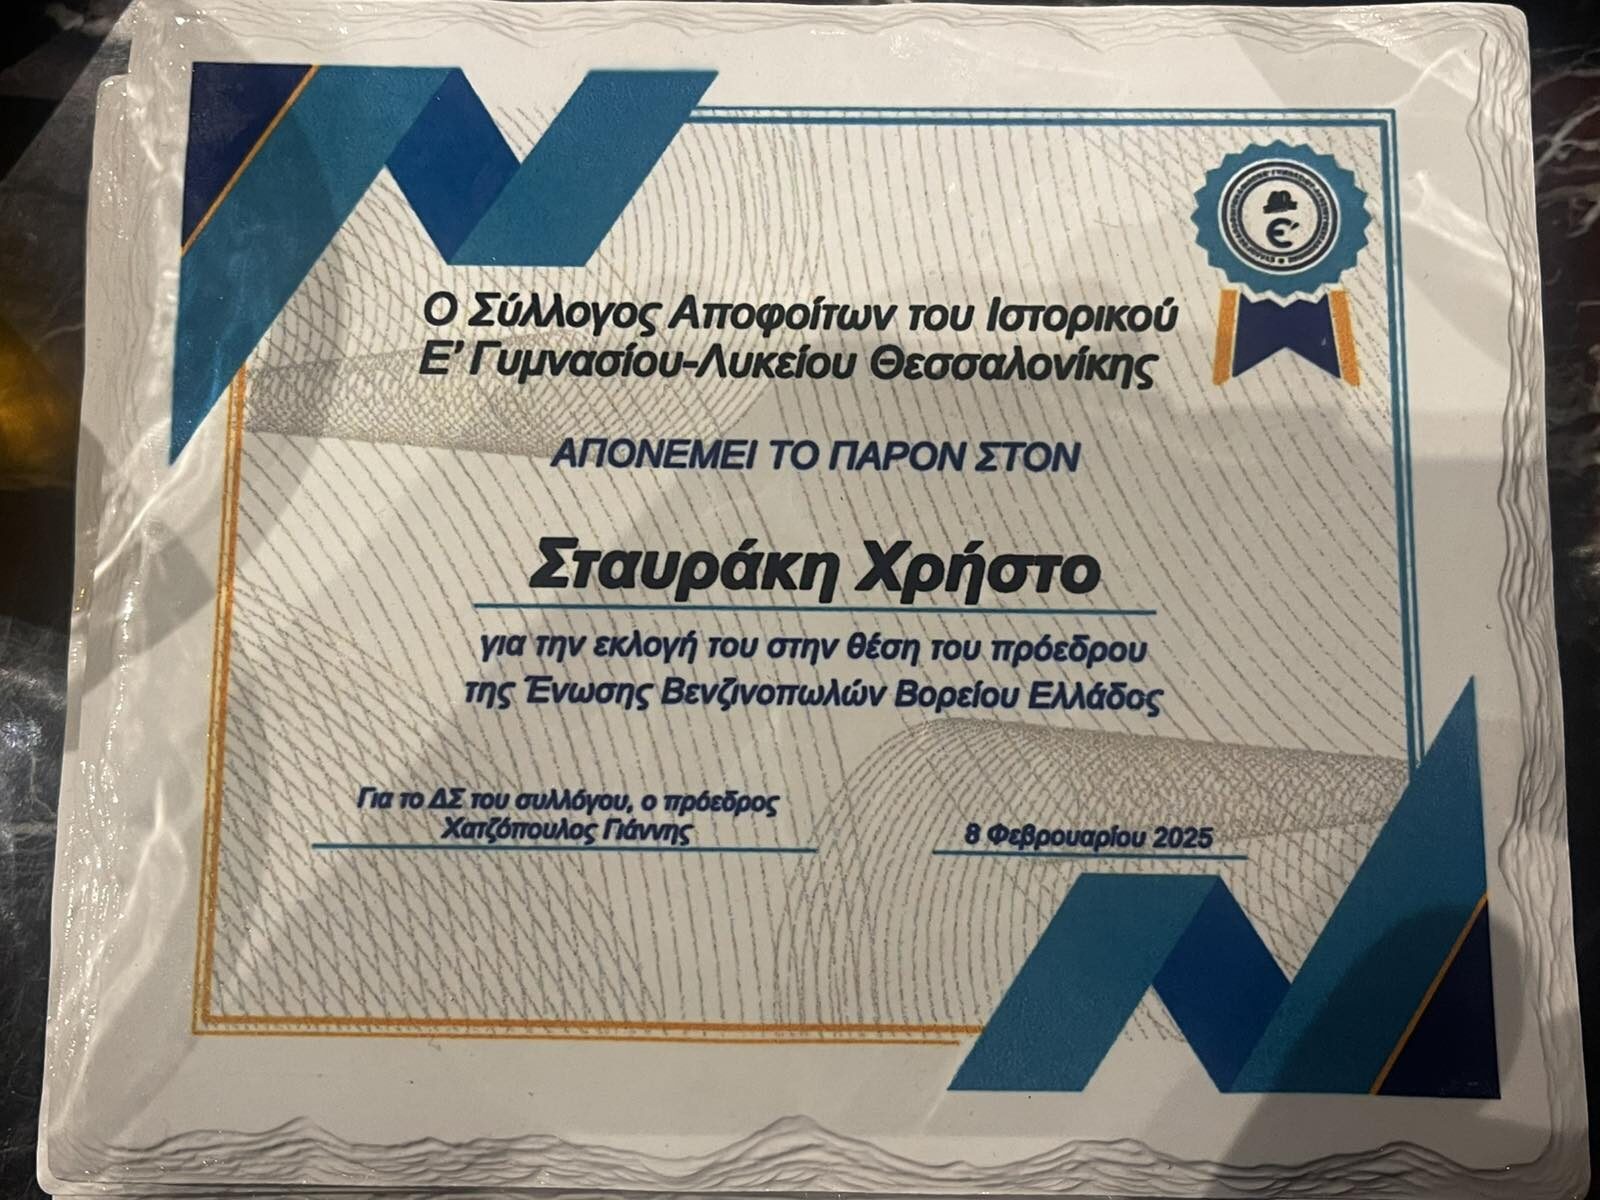 Ο Σύλλογος Αποφοίτων του Ιστορικού
Ε' Γυμνασίου-Λυκείου Θεσσαλονίκης
ΑΠΟΝΕΜΕΙ ΤΟ ΠΑΡΟΝ ΣΤΟΝ
Σταυράκη Χρήστο
για την εκλογή του στην θέση του πρόεδρου
της Ένωσης Βενζινοπωλών Βορείου Ελλάδος
Για το ΔΣ του συλλόγου, ο πρόεδρος
Χατζόπουλος Γιάννης
8 Φεβρουαρίου 2025
Ε'